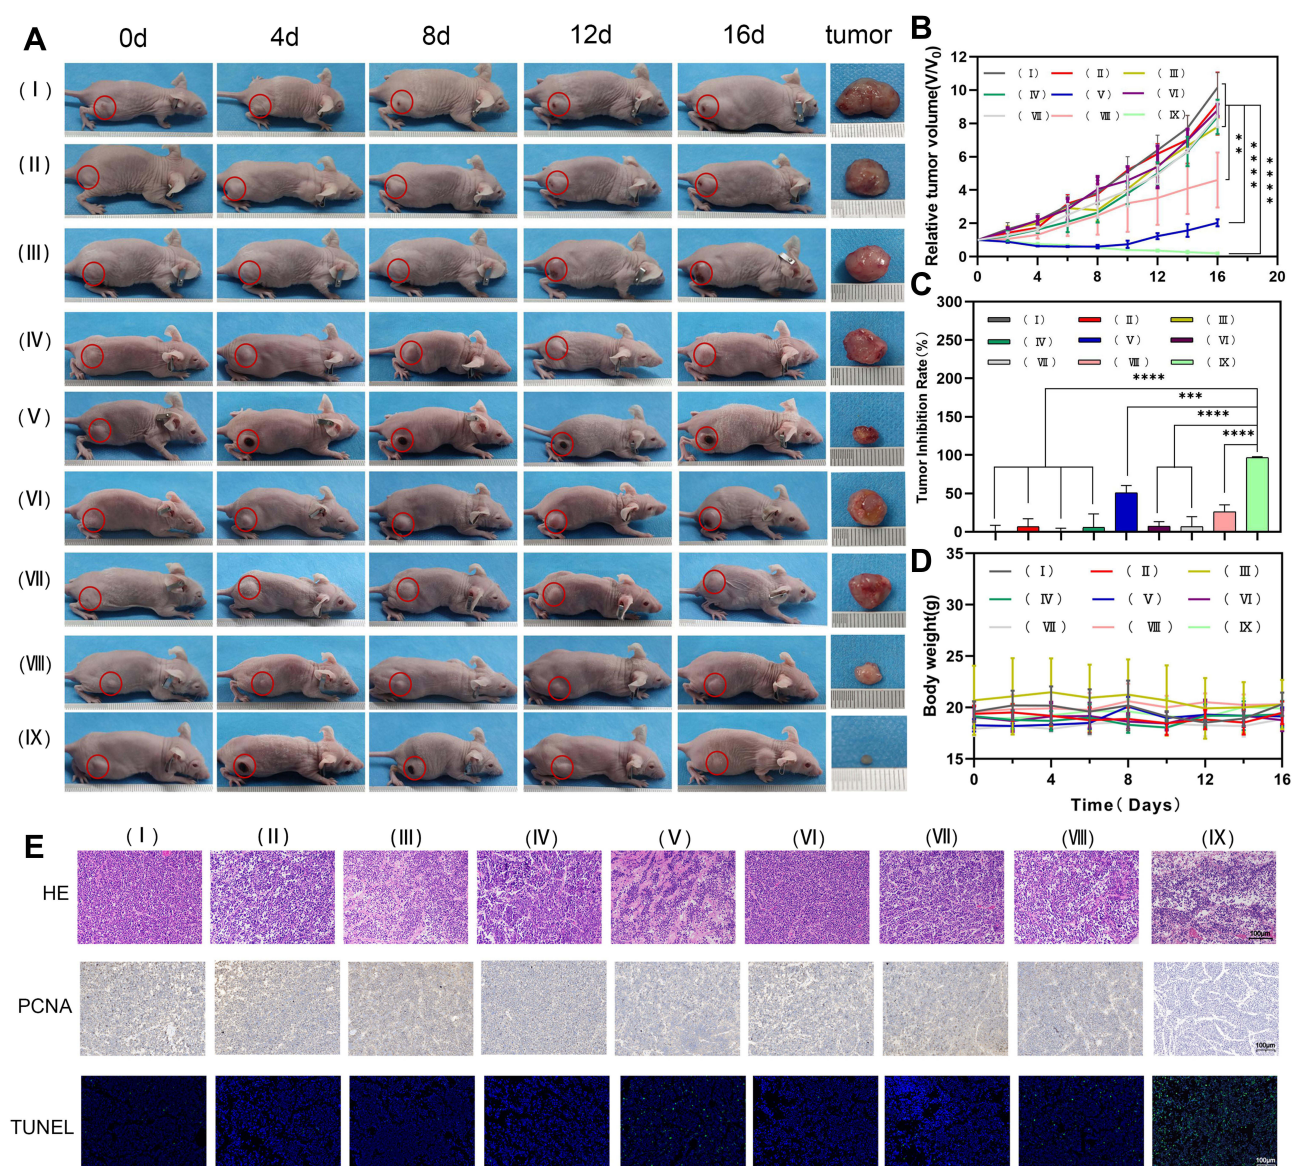 A
0d 4d 8d 12d 16d tumor
(Ⅰ)
(Ⅱ)
(Ⅲ)
(Ⅳ)
(Ⅴ)
(Ⅵ)
(Ⅶ)
(Ⅷ)
(Ⅸ)
B
Relative tumor volume(V/V0)
12
10
8
6
4
2
0
(Ⅰ) (Ⅱ) (Ⅲ)
(Ⅳ) (Ⅴ) (Ⅵ)
(Ⅶ) (Ⅷ) (Ⅸ)
**
****
****
0 4 8 12 16 20
C
Tumor Inhibition Rate(%)
300
250
200
150
100
50
0
(Ⅰ) (Ⅱ) (Ⅲ)
(Ⅳ) (Ⅴ) (Ⅵ)
(Ⅶ) (Ⅷ) (Ⅸ)
****
***
****
****
D
Body weight(g)
35
30
25
20
15
(Ⅰ) (Ⅱ) (Ⅲ)
(Ⅳ) (Ⅴ) (Ⅵ)
(Ⅶ) (Ⅷ) (Ⅸ)
0 4 8 12 16
Time( Days)
E
(Ⅰ) (Ⅱ) (Ⅲ) (Ⅳ) (Ⅴ) (Ⅵ) (Ⅶ) (Ⅷ) (Ⅸ)
HE
100μm
PCNA
100μm
TUNEL
100μm